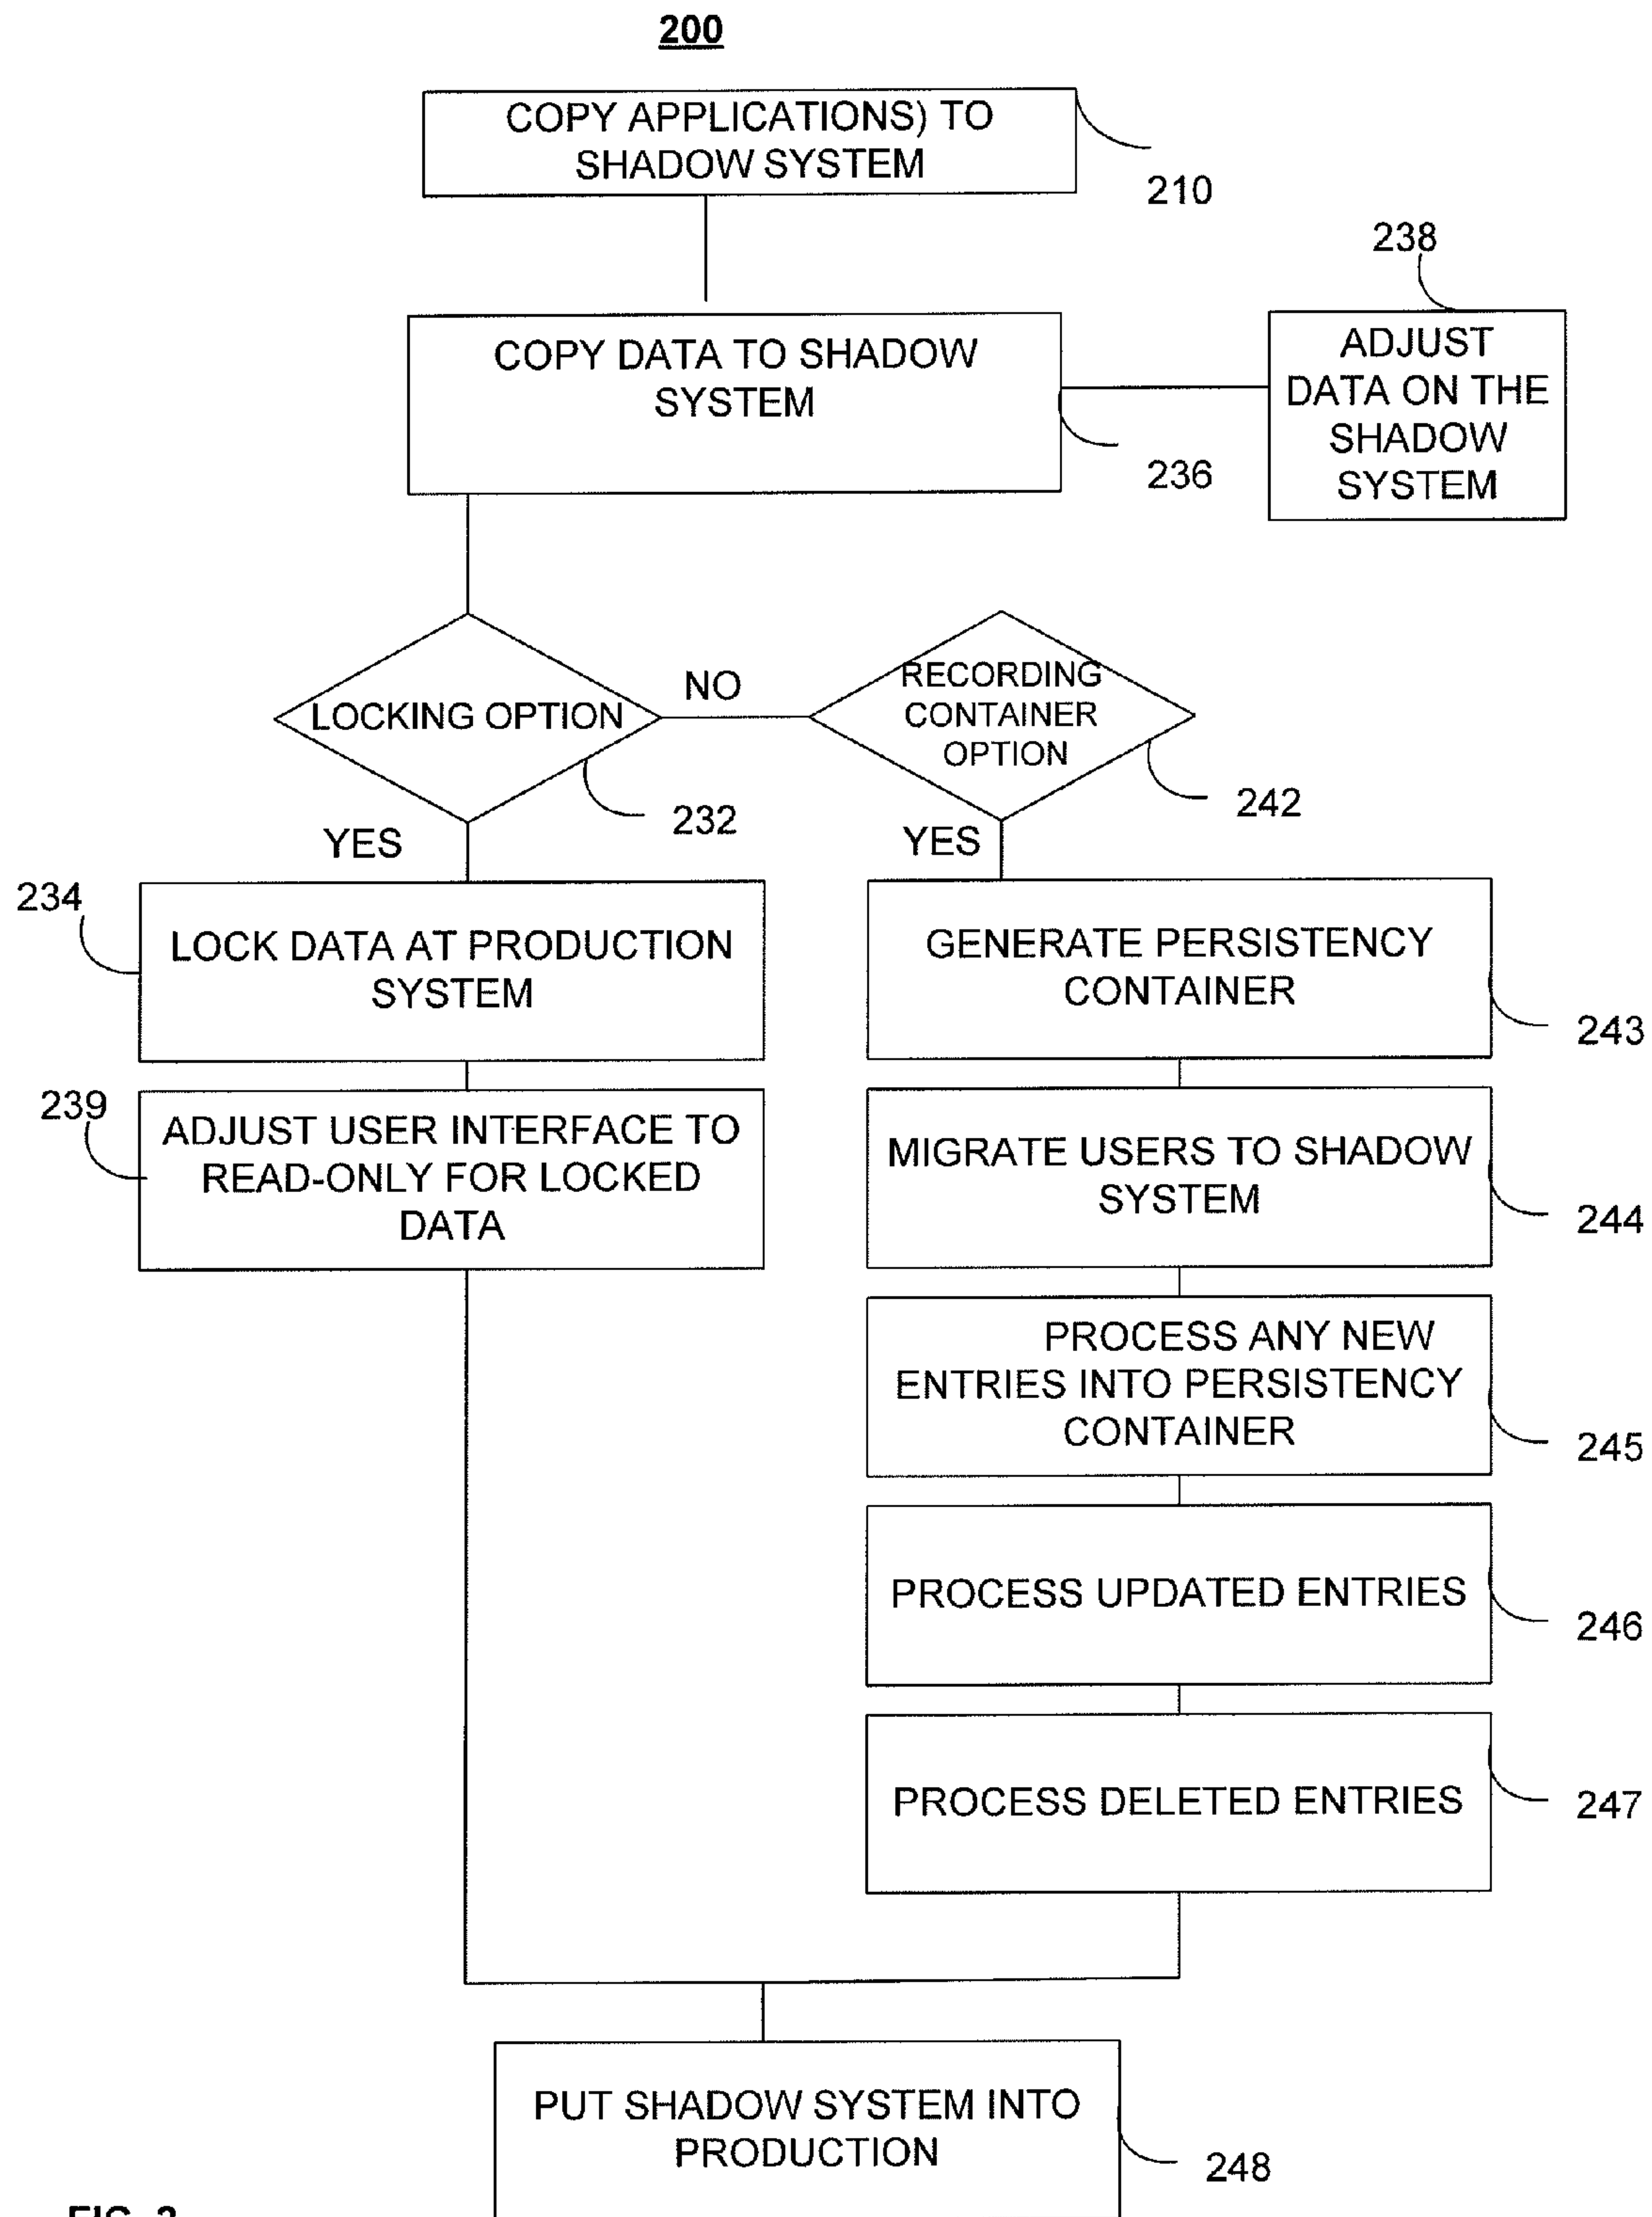 200
COPY APPLICATIONS) TO
SHADOW SYSTEM
210
238
COPY DATA TO SHADOW
SYSTEM
236
ADJUST
DATA ON THE
SHADOW
SYSTEM
LOCKING OPTION
NO
RECORDING
CONTAINER
OPTION
232
242
YES
YES
234
LOCK DATA AT PRODUCTION
SYSTEM
GENERATE PERSISTENCY
CONTAINER
243
239
ADJUST USER INTERFACE TO
READ-ONLY FOR LOCKED
DATA
MIGRATE USERS TO SHADOW
SYSTEM
244
PROCESS ANY NEW
ENTRIES INTO PERSISTENCY
CONTAINER
245
PROCESS UPDATED ENTRIES
246
PROCESS DELETED ENTRIES
247
PUT SHADOW SYSTEM INTO
PRODUCTION
248